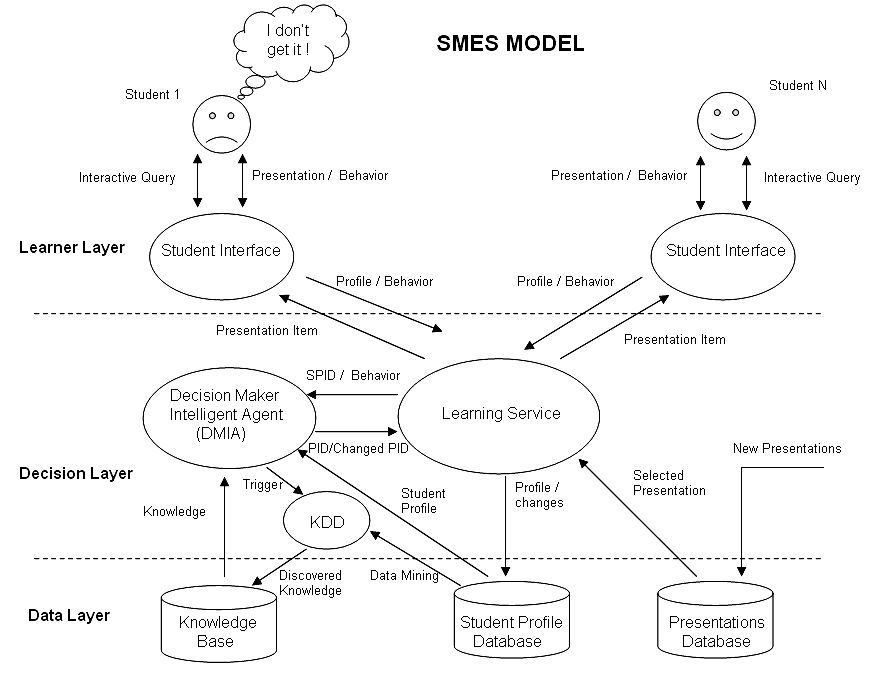 I don't
get it !
SMES MODEL
Student 1
Student N
Interactive Query
Presentation / Behavior
Presentation / Behavior
Interactive Query
Learner Layer
Student Interface
Student Interface
Profile / Behavior
Profile / Behavior
Presentation Item
Presentation Item
SPID / Behavior
Decision Maker
Intelligent Agent
(DMIA)
Learning Service
PID/Changed PID
New Presentations
Decision Layer
Trigger
Student
Profile
Profile /
changes
Selected
Presentation
Knowledge
KDD
Discovered
Knowledge
Data Mining
Data Layer
Knowledge
Base
Student Profile
Database
Presentations
Database